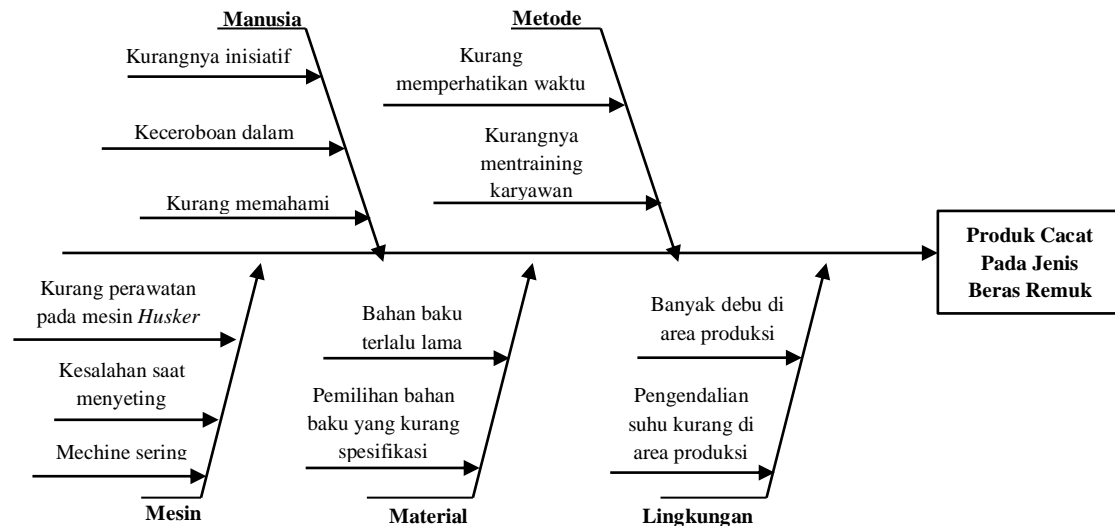 Manusia
Kurangnya inisiatif
Keceroboan dalam
Kurang memahami
Metode
Kurang
memperhatikan waktu
Kurangnya
mentraining
karyawan
Produk Cacat
Pada Jenis
Beras Remuk
Kurang perawatan
pada mesin Husker
Kesalahan saat
menyeting
Mechine sering
Mesin
Bahan baku
terlalu lama
Pemilihan bahan
baku yang kurang
spesifikasi
Material
Banyak debu di
area produksi
Pengendalian
suhu kurang di
area produksi
Lingkungan